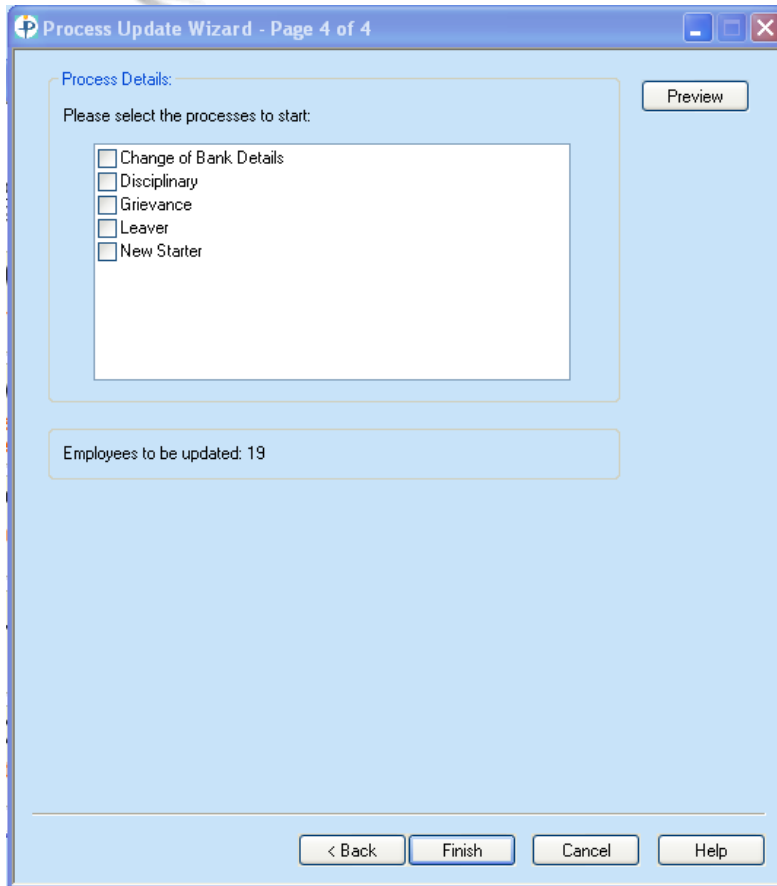 Process Update Wizard - Page 4 of 4
Process Details:
Preview
Please select the processes to start:
Change of Bank Details
Disciplinary
Grievance
Leaver
New Starter
Employees to be updated: 19
< Back
Finish
Cancel
Help